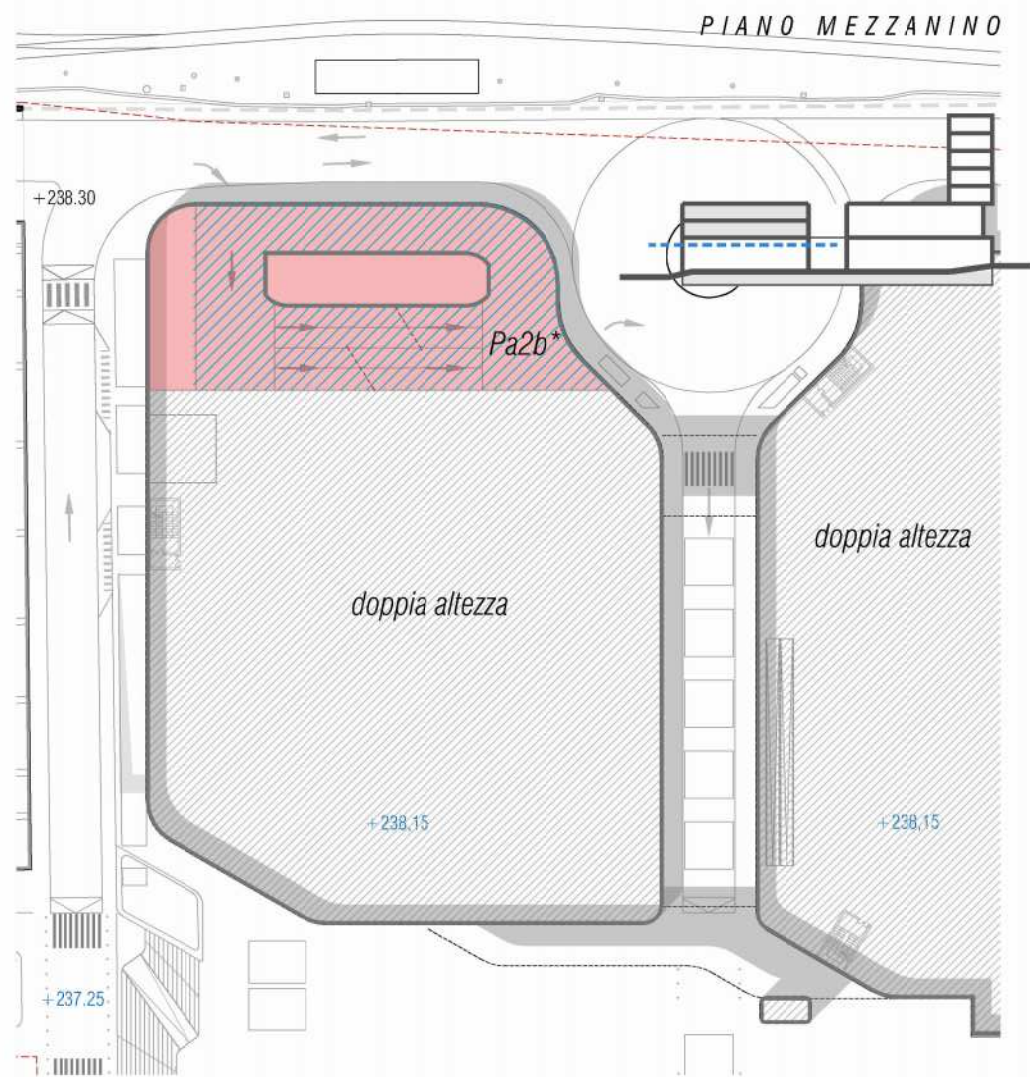 PIANO MEZZANINO
+238.30
Pa2b*
doppia altezza
doppia altezza
+238,15
+238,15
+237.25